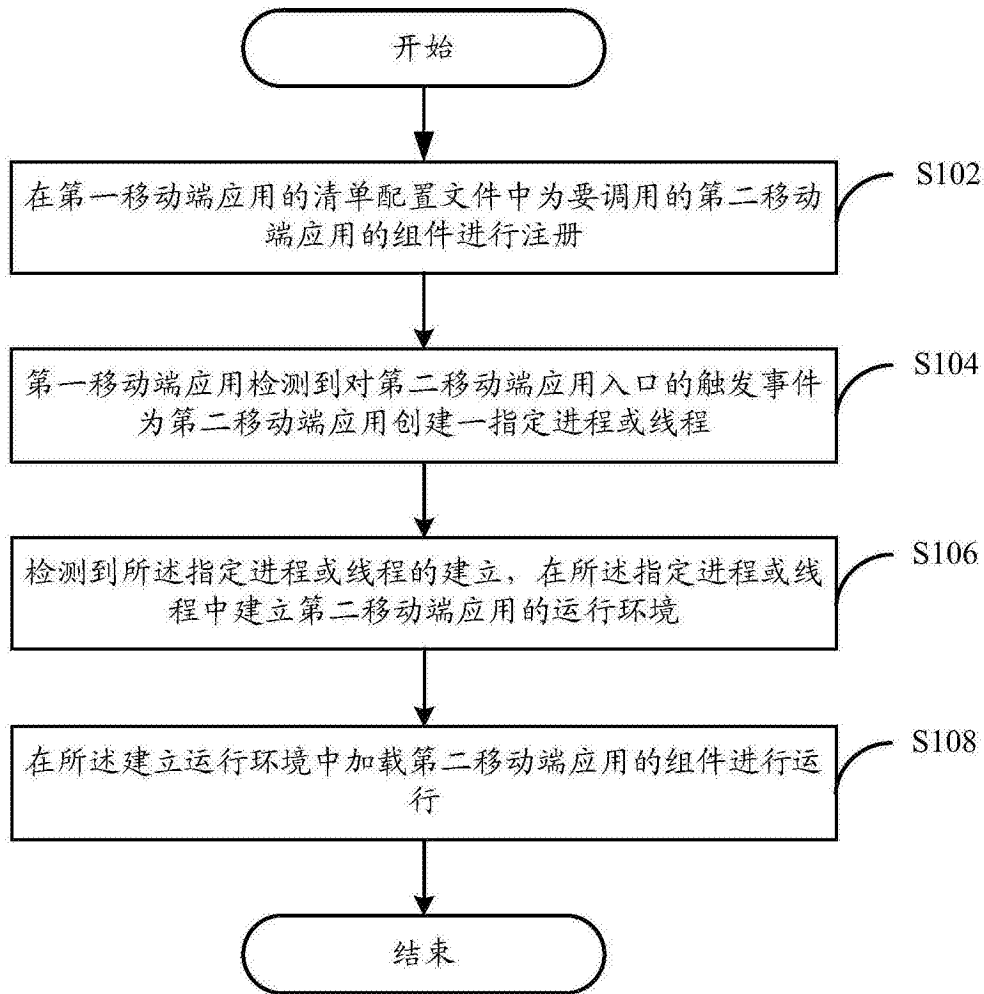 开始
在第一移动端应用的清单配置文件中为要调用的第二移动
端应用的组件进行注册
S102
第一移动端应用检测到对第二移动端应用入口的触发事件
为第二移动端应用创建一指定进程或线程
S104
检测到所述指定进程或线程的建立，在所述指定进程或线
程中建立第二移动端应用的运行环境
S106
在所述建立运行环境中加载第二移动端应用的组件进行运
行
S108
结束